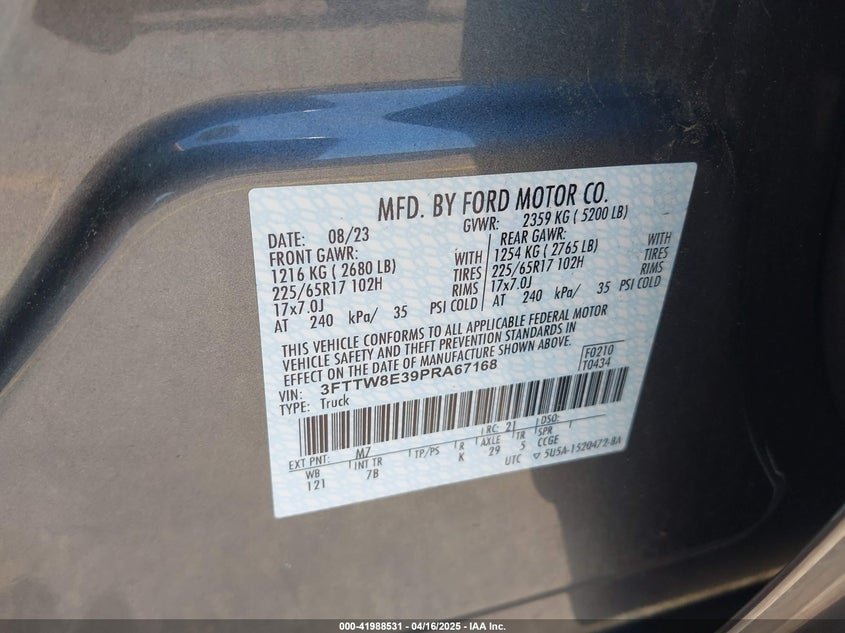 MFD. BY FORD MOTOR CO.
DATE: 08/23 GVWR: 2359 KG ( 5200 LB)
FRONT GAWR: REAR GAWR:
1216 KG ( 2680 LB) WITH 1254 KG ( 2765 LB) WITH
225/65R17 102H TIRES 225/65R17 102H TIRES
17x7.0J RIMS 17x7.0J RIMS
AT 240 kPa/ 35 PSI COLD AT 240 kPa/ 35 PSI COLD
THIS VEHICLE CONFORMS TO ALL APPLICABLE FEDERAL MOTOR
VEHICLE SAFETY AND THEFT PREVENTION STANDARDS IN
EFFECT ON THE DATE OF MANUFACTURE SHOWN ABOVE.
VIN: 3FTTW8E39PRA67168 F0210
TYPE: Truck T0434
EXT PNT: M7 RC: 21 DSO:
WB INT TR TP/PS R AXLE TR SPR
121 7B K 29 5 CCGE
UTC ▽ 5U5A-1520472-BA
000-41988531 - 04/16/2025 - IAA Inc.